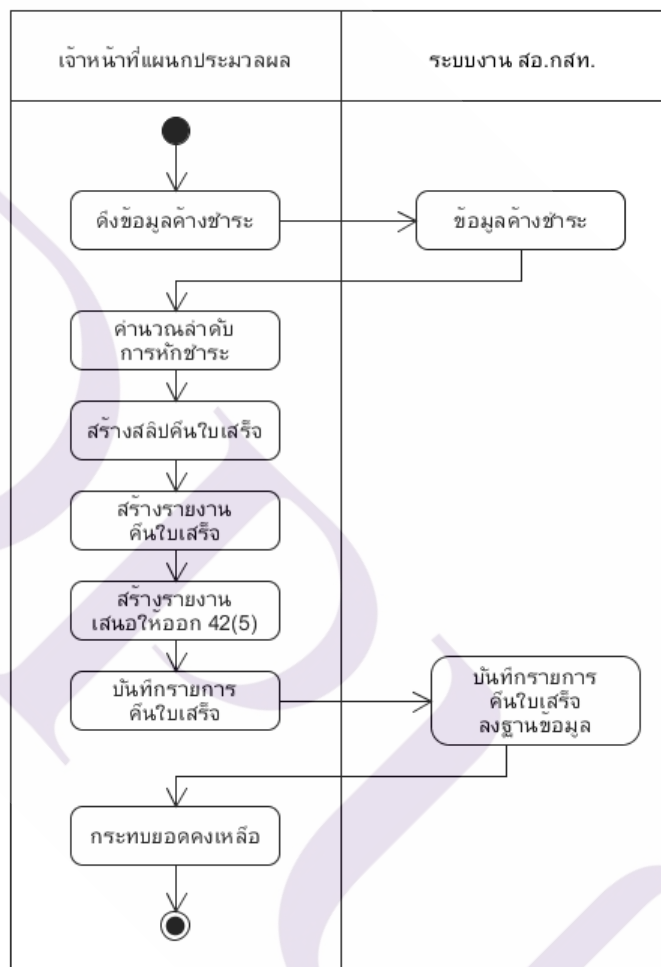 เจ้าหน้าที่แผนกประมวลผล
ระบบงาน สอ.กสท.
ดึงข้อมูลค้างชำระ
ข้อมูลค้างชำระ
คำนวณลำดับ
การหักชำระ
สร้างสลิปคืนใบเสร็จ
สร้างรายงาน
คืนใบเสร็จ
สร้างรายงาน
เสนอให้ออก 42(5)
บันทึกรายการ
คืนใบเสร็จ
บันทึกรายการ
คืนใบเสร็จ
ลงฐานข้อมูล
กระทบยอดคงเหลือ